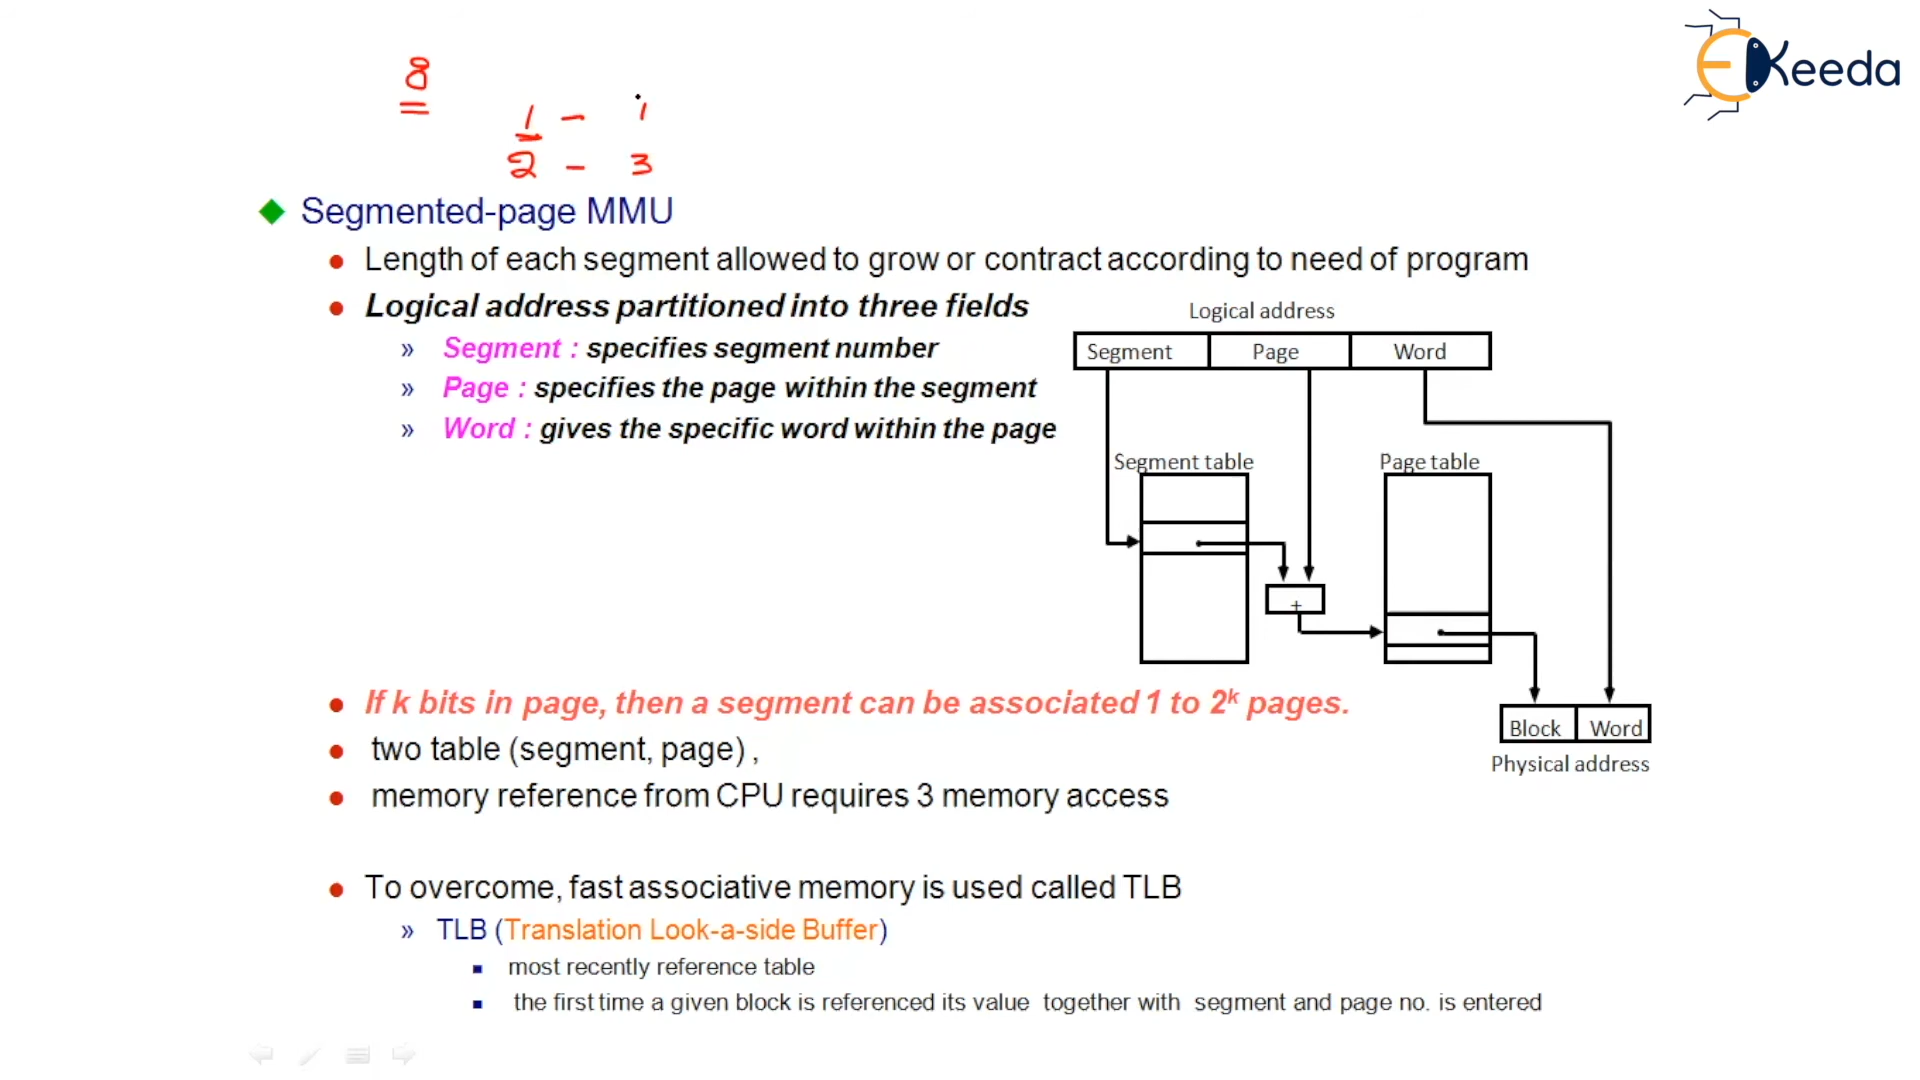 Keeda
8
1 - 1
2 - 3
Segmented-page MMU
Length of each segment allowed to grow or contract according to need of program
Logical address partitioned into three fields
» Segment : specifies segment number
» Page : specifies the page within the segment
» Word : gives the specific word within the page
Logical address
Segment Page Word
Segment table Page table
+
Block Word
Physical address
If k bits in page, then a segment can be associated 1 to 2ᵏ pages.
two table (segment, page) ,
memory reference from CPU requires 3 memory access
To overcome, fast associative memory is used called TLB
» TLB (Translation Look-a-side Buffer)
most recently reference table
the first time a given block is referenced its value together with segment and page no. is entered